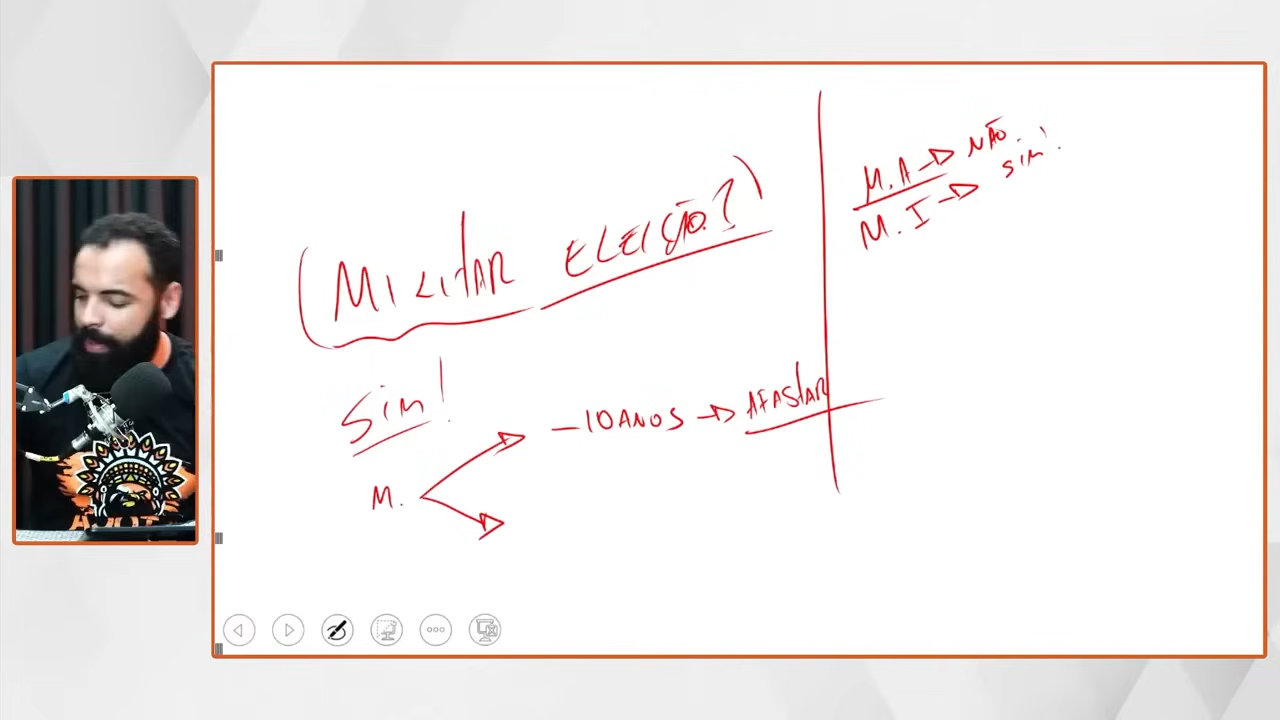 (MILITAR ELEIÇÃO?)
SIM!
M.
-10 ANOS → AFASTAR
M.A → NÃO.
M.I → SIM!